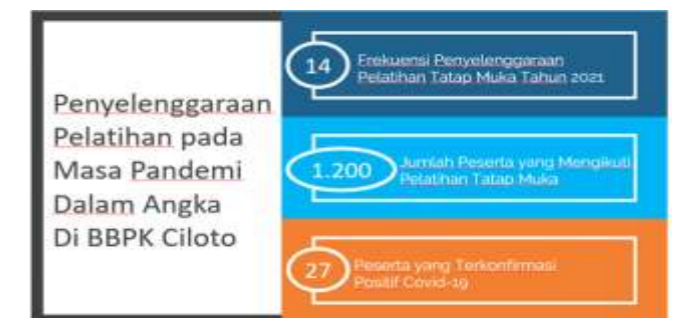 Penyelenggaraan
Pelatihan pada
Masa Pandemi
Dalam Angka
Di BBPK Ciloto
14
Frekuensi Penyelenggaraan
Pelatihan Tatap Muka Tahun 2021
1.200
Jumlah Peserta yang Mengikuti
Pelatihan Tatap Muka
27
Peserta yang Terkonfirmasi
Positif Covid-19